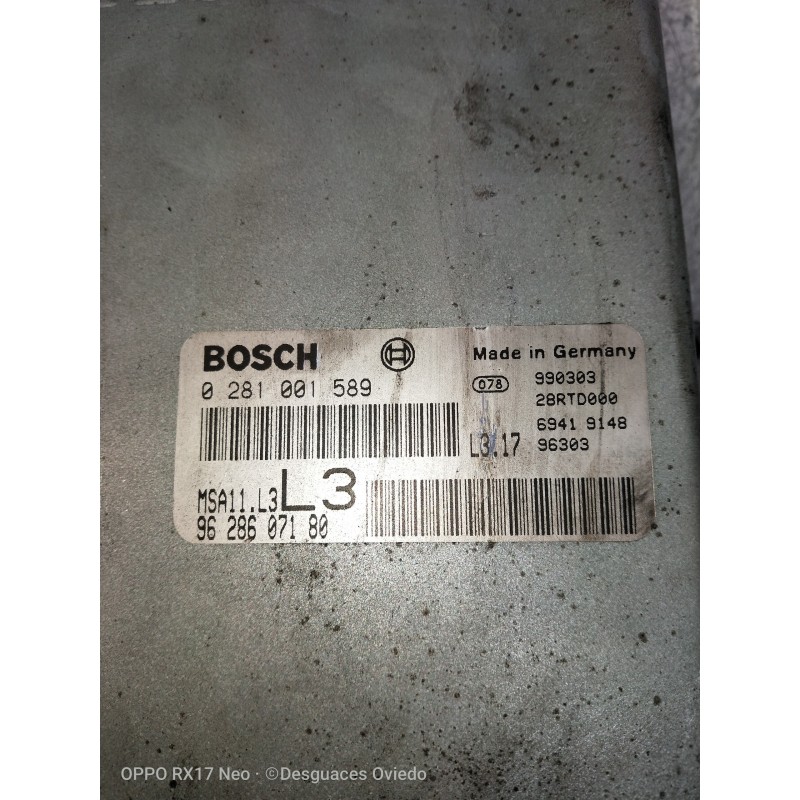 BOSCH
0 281 001 589
Made in Germany
078
990303
28RTD000
6941 9148
L3.17 96303
MSA11.L3 L3
96 286 071 80
OPPO RX17 Neo · ©Desguaces Oviedo